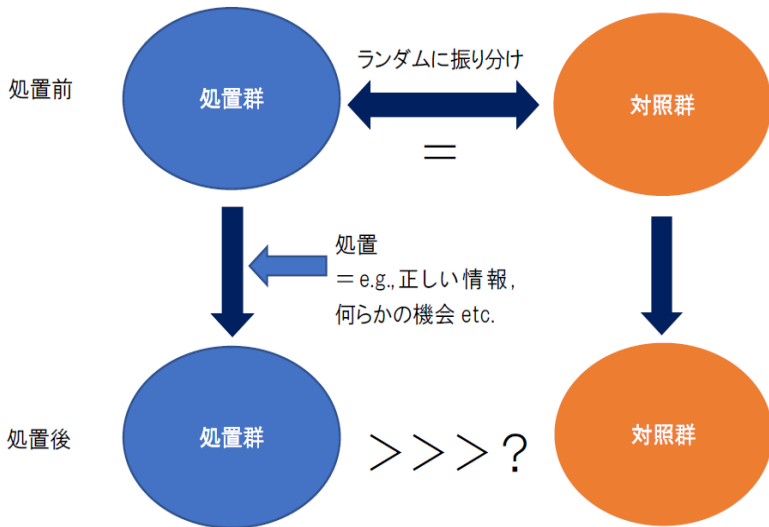 ランダムに振り分け
処置前
処置群
対照群
＝
処置
＝e.g.,正しい情報,
何らかの機会 etc.
処置後
処置群
＞＞＞？
対照群